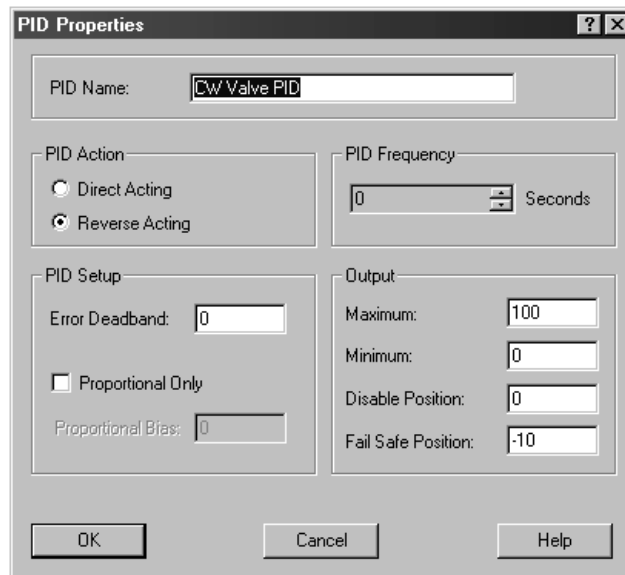 PID Properties
PID Name: CW Valve PID
PID Action
Direct Acting
Reverse Acting
PID Frequency
0 Seconds
PID Setup
Error Deadband: 0
Proportional Only
Proportional Bias: 0
Output
Maximum: 100
Minimum: 0
Disable Position: 0
Fail Safe Position: -10
OK Cancel Help